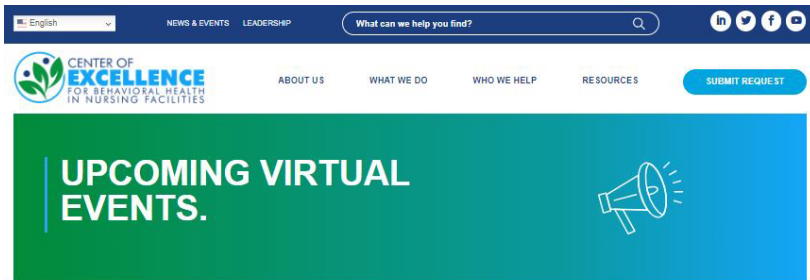 English
NEWS & EVENTS
LEADERSHIP
What can we help you find?
CENTER OF
EXCELLENCE
FOR BEHAVIORAL HEALTH
IN NURSING FACILITIES
ABOUT US
WHAT WE DO
WHO WE HELP
RESOURCES
SUBMIT REQUEST
UPCOMING VIRTUAL
EVENTS.